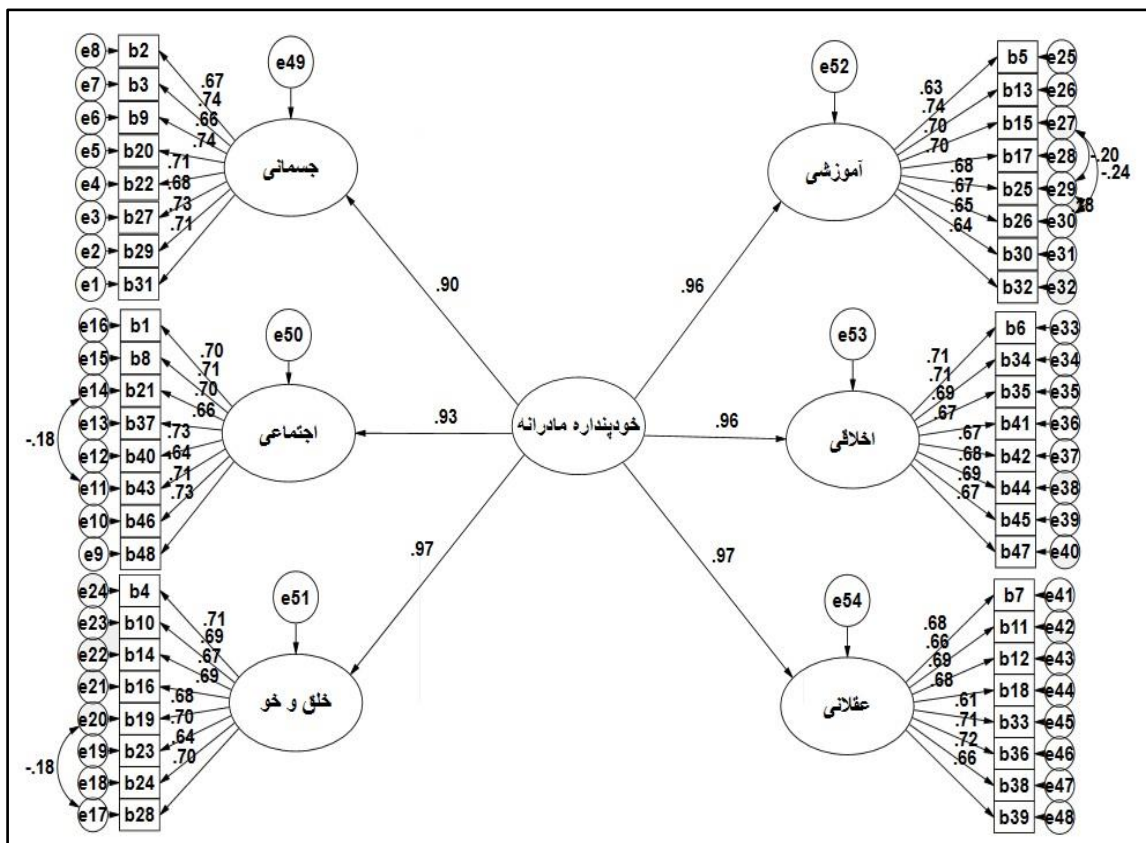 e8 b2
e7 b3
e6 b9
e5 b20
e4 b22
e3 b27
e2 b29
e1 b31
.67
.74
.66
.74
.71
.68
.73
.71
e49
جسمانی
.90
e16 b1
e15 b8
e14 b21
e13 b37
e12 b40
e11 b43
e10 b46
e9 b48
-.18
.70
.71
.70
.66
.73
.64
.71
.73
e50
اجتماعی
.93
e24 b4
e23 b10
e22 b14
e21 b16
e20 b19
e19 b23
e18 b24
e17 b28
-.18
.71
.69
.67
.69
.68
.70
.64
.70
e51
خلق و خو
.97
خودپنداره مادرانه
.96
e52
آموزشی
.63
.74
.70
.70
.68
.67
.65
.64
b5 e25
b13 e26
b15 e27
b17 e28
b25 e29
b26 e30
b30 e31
b32 e32
-.20
-.24
.96
e53
اخلاقی
.71
.71
.69
.67
.67
.68
.69
.67
b6 e33
b34 e34
b35 e35
b41 e36
b42 e37
b44 e38
b45 e39
b47 e40
.97
e54
عقلانی
.68
.66
.69
.68
.61
.71
.72
.66
b7 e41
b11 e42
b12 e43
b18 e44
b33 e45
b36 e46
b38 e47
b39 e48